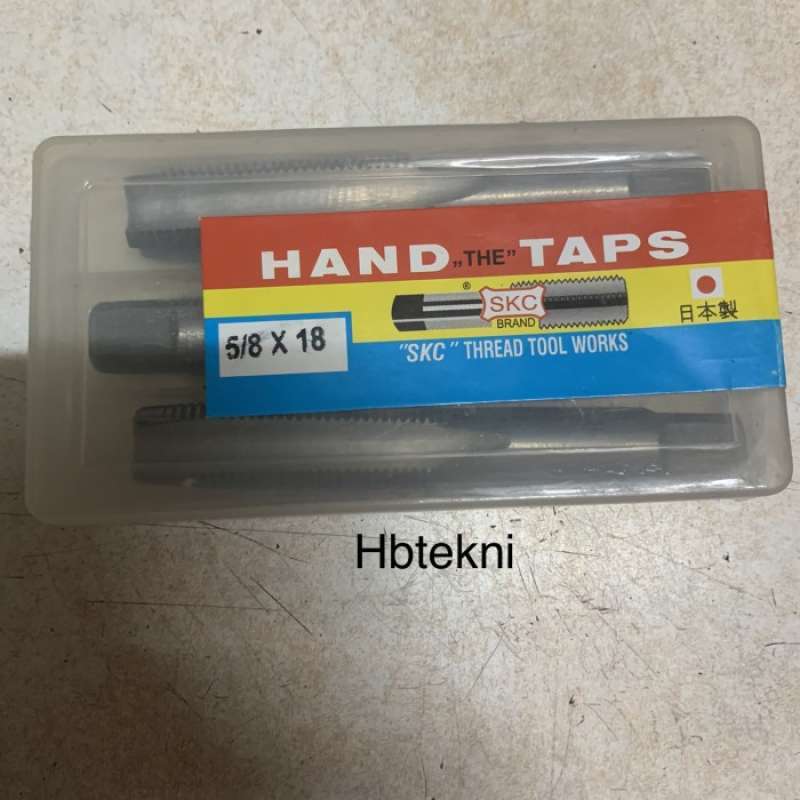 HAND „THE” TAPS
®
SKC
BRAND
日本製
5/8 X 18
"SKC" THREAD TOOL WORKS
Hbtekni